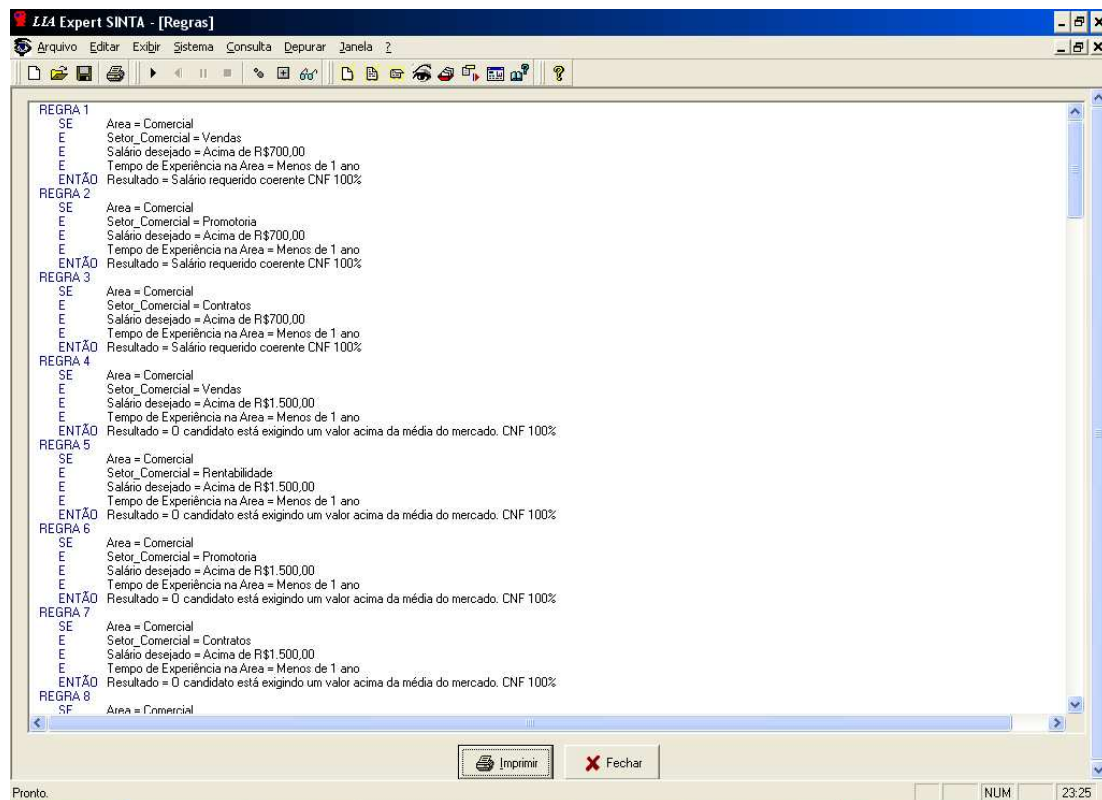 LIA Expert SINTA - [Regras]
Arquivo Editar Exibir Sistema Consulta Depurar Janela ?
REGRA 1
SE Area = Comercial
E Setor_Comercial = Vendas
E Salário desejado = Acima de R$700,00
E Tempo de Experiência na Area = Menos de 1 ano
ENTÃO Resultado = Salário requerido coerente CNF 100%
REGRA 2
SE Area = Comercial
E Setor_Comercial = Promotoria
E Salário desejado = Acima de R$700,00
E Tempo de Experiência na Area = Menos de 1 ano
ENTÃO Resultado = Salário requerido coerente CNF 100%
REGRA 3
SE Area = Comercial
E Setor_Comercial = Contratos
E Salário desejado = Acima de R$700,00
E Tempo de Experiência na Area = Menos de 1 ano
ENTÃO Resultado = Salário requerido coerente CNF 100%
REGRA 4
SE Area = Comercial
E Setor_Comercial = Vendas
E Salário desejado = Acima de R$1.500,00
E Tempo de Experiência na Area = Menos de 1 ano
ENTÃO Resultado = O candidato está exigindo um valor acima da média do mercado. CNF 100%
REGRA 5
SE Area = Comercial
E Setor_Comercial = Rentabilidade
E Salário desejado = Acima de R$1.500,00
E Tempo de Experiência na Area = Menos de 1 ano
ENTÃO Resultado = O candidato está exigindo um valor acima da média do mercado. CNF 100%
REGRA 6
SE Area = Comercial
E Setor_Comercial = Promotoria
E Salário desejado = Acima de R$1.500,00
E Tempo de Experiência na Area = Menos de 1 ano
ENTÃO Resultado = O candidato está exigindo um valor acima da média do mercado. CNF 100%
REGRA 7
SE Area = Comercial
E Setor_Comercial = Contratos
E Salário desejado = Acima de R$1.500,00
E Tempo de Experiência na Area = Menos de 1 ano
ENTÃO Resultado = O candidato está exigindo um valor acima da média do mercado. CNF 100%
REGRA 8
SE Area = Comercial
Imprimir Fechar
Pronto. NUM 23:25